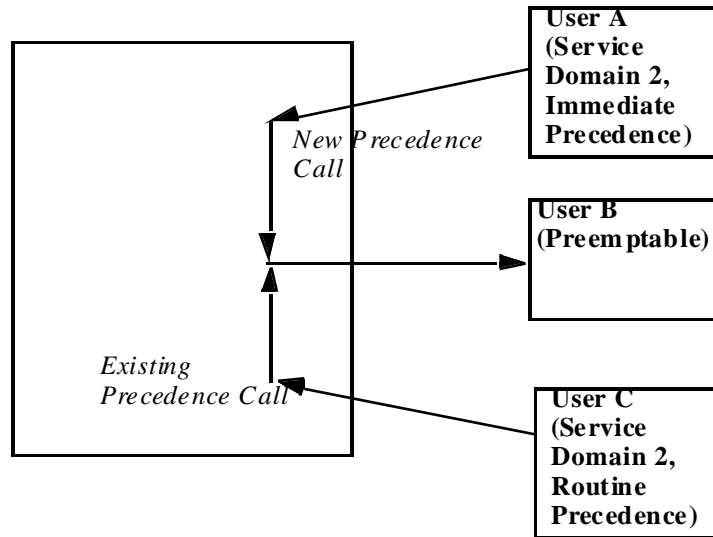 User A
(Service
Domain 2,
Immediate
Precedence)
New Precedence
Call
User B
(Preemptable)
Existing
Precedence Call
User C
(Service
Domain 2,
Routine
Precedence)